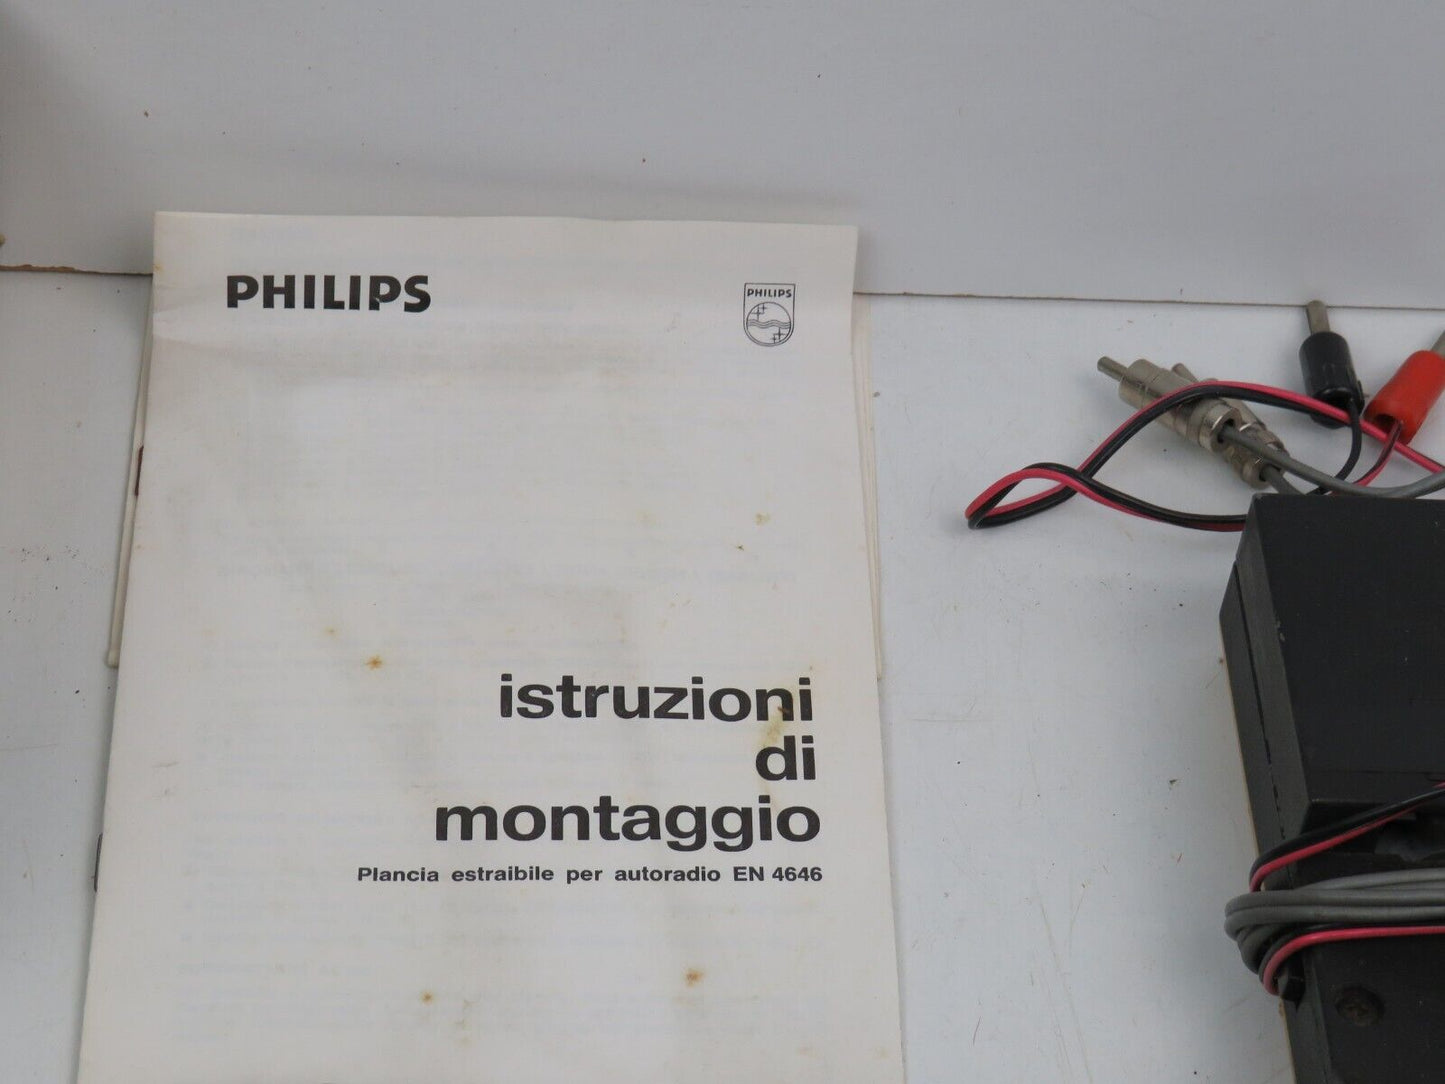 PHILIPS
PHILIPS
istruzioni
di
montaggio
Plancia estraibile per autoradio EN 4646